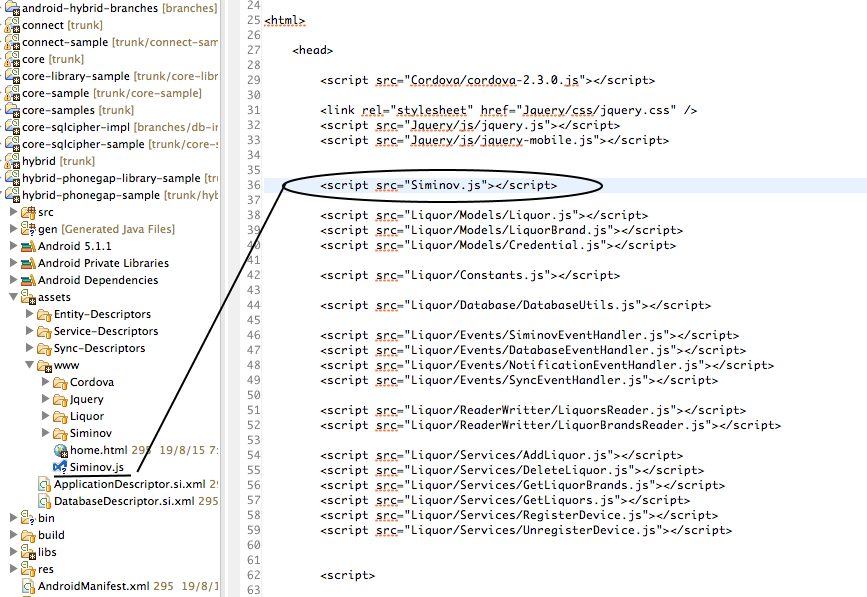 android-hybrid-branches [branches]
connect [trunk]
connect-sample [trunk/connect-sam
core [trunk]
core-library-sample [trunk/core-libr
core-sample [trunk/core-sample]
core-samples [trunk]
core-sqlcipher-impl [branches/db-in
core-sqlcipher-sample [trunk/core-s
hybrid [trunk]
hybrid-phonegap-library-sample [tru
hybrid-phonegap-sample [trunk/hyb
src
gen [Generated Java Files]
Android 5.1.1
Android Private Libraries
Android Dependencies
assets
Entity-Descriptors
Service-Descriptors
Sync-Descriptors
www
Cordova
Jquery
Liquor
Siminov
home.html 295 19/8/15 7:
Siminov.js
ApplicationDescriptor.si.xml 29
DatabaseDescriptor.si.xml 295
bin
build
libs
res
AndroidManifest.xml 295 19/8/1
24
25 <html>
26
27 <head>
28
29 <script src="Cordova/cordova-2.3.0.js"></script>
30
31 <link rel="stylesheet" href="Jquery/css/jquery.css" />
32 <script src="Jquery/js/jquery.js"></script>
33 <script src="Jquery/js/jquery-mobile.js"></script>
34
35
36 <script src="Siminov.js"></script>
37
38 <script src="Liquor/Models/Liquor.js"></script>
39 <script src="Liquor/Models/LiquorBrand.js"></script>
40 <script src="Liquor/Models/Credential.js"></script>
41
42 <script src="Liquor/Constants.js"></script>
43
44 <script src="Liquor/Database/DatabaseUtils.js"></script>
45
46 <script src="Liquor/Events/SiminovEventHandler.js"></script>
47 <script src="Liquor/Events/DatabaseEventHandler.js"></script>
48 <script src="Liquor/Events/NotificationEventHandler.js"></script>
49 <script src="Liquor/Events/SyncEventHandler.js"></script>
50
51 <script src="Liquor/ReaderWritter/LiquorsReader.js"></script>
52 <script src="Liquor/ReaderWritter/LiquorBrandsReader.js"></script>
53
54 <script src="Liquor/Services/AddLiquor.js"></script>
55 <script src="Liquor/Services/DeleteLiquor.js"></script>
56 <script src="Liquor/Services/GetLiquorBrands.js"></script>
57 <script src="Liquor/Services/GetLiquors.js"></script>
58 <script src="Liquor/Services/RegisterDevice.js"></script>
59 <script src="Liquor/Services/UnregisterDevice.js"></script>
60
61
62 <script>
63